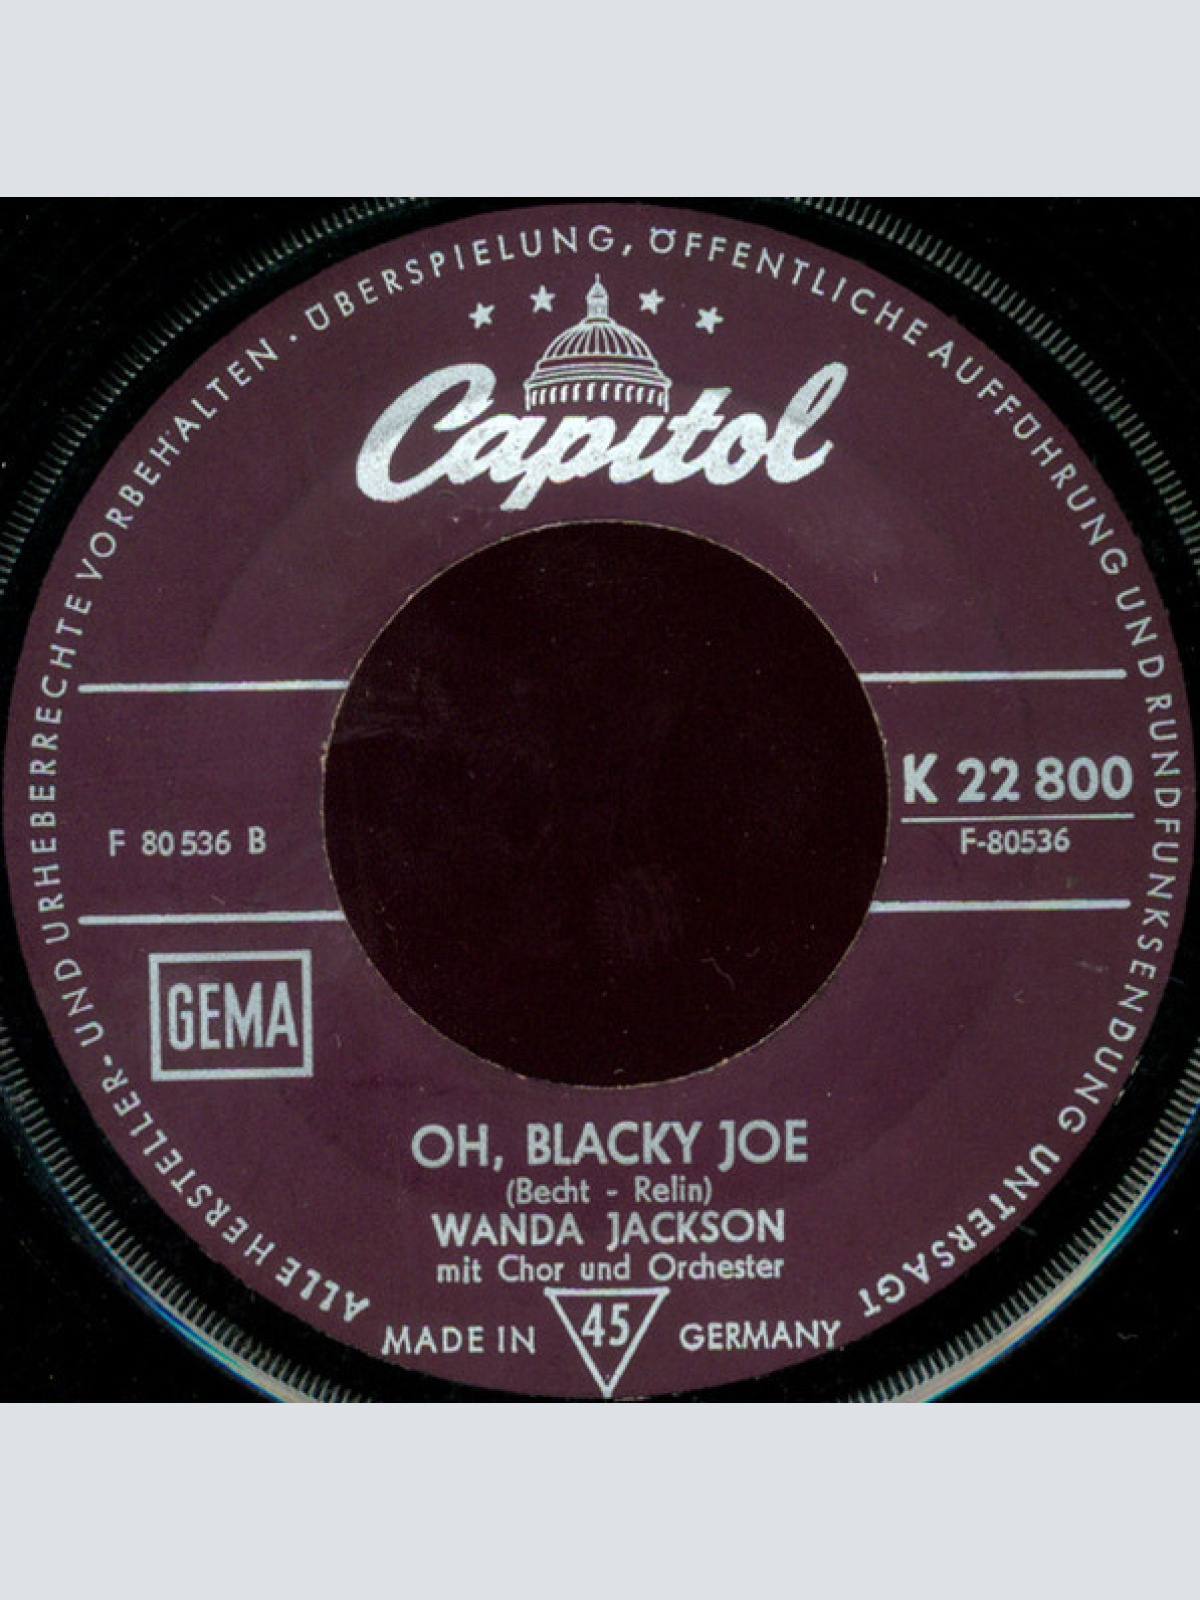 ALLE HERSTELLER- UND URHEBERRECHTE VORBEHALTEN · ÜBERSPIELUNG, ÖFFENTLICHE AUFFÜHRUNG UND RUNDFUNKSENDUNG UNTERSAGT
Capitol
K 22 800
F 80 536 B
F-80536
GEMA
OH, BLACKY JOE
(Becht - Relin)
WANDA JACKSON
mit Chor und Orchester
MADE IN 45 GERMANY